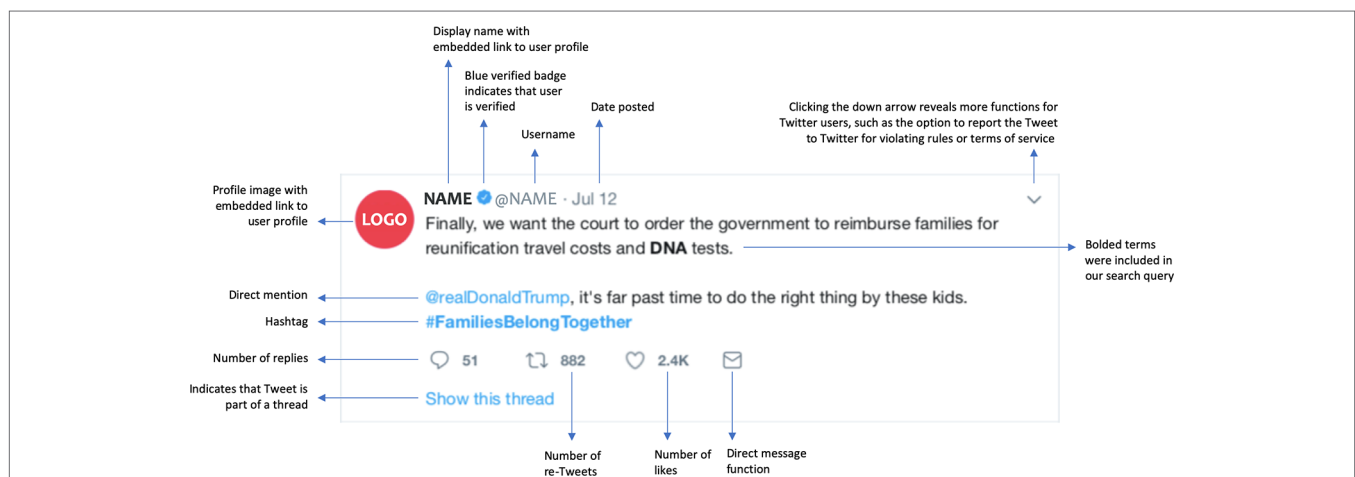 Display name with
embedded link to user profile
Blue verified badge
indicates that user
is verified
Username
Date posted
Clicking the down arrow reveals more functions for
Twitter users, such as the option to report the Tweet
to Twitter for violating rules or terms of service
Profile image with
embedded link to
user profile
LOGO
NAME @NAME · Jul 12
Finally, we want the court to order the government to reimburse families for
reunification travel costs and DNA tests.
Bolded terms
were included in
our search query
Direct mention
@realDonaldTrump, it's far past time to do the right thing by these kids.
Hashtag
#FamiliesBelongTogether
Number of replies
51 882 2.4K
Indicates that Tweet is
part of a thread
Show this thread
Number of
re-Tweets
Number of
likes
Direct message
function